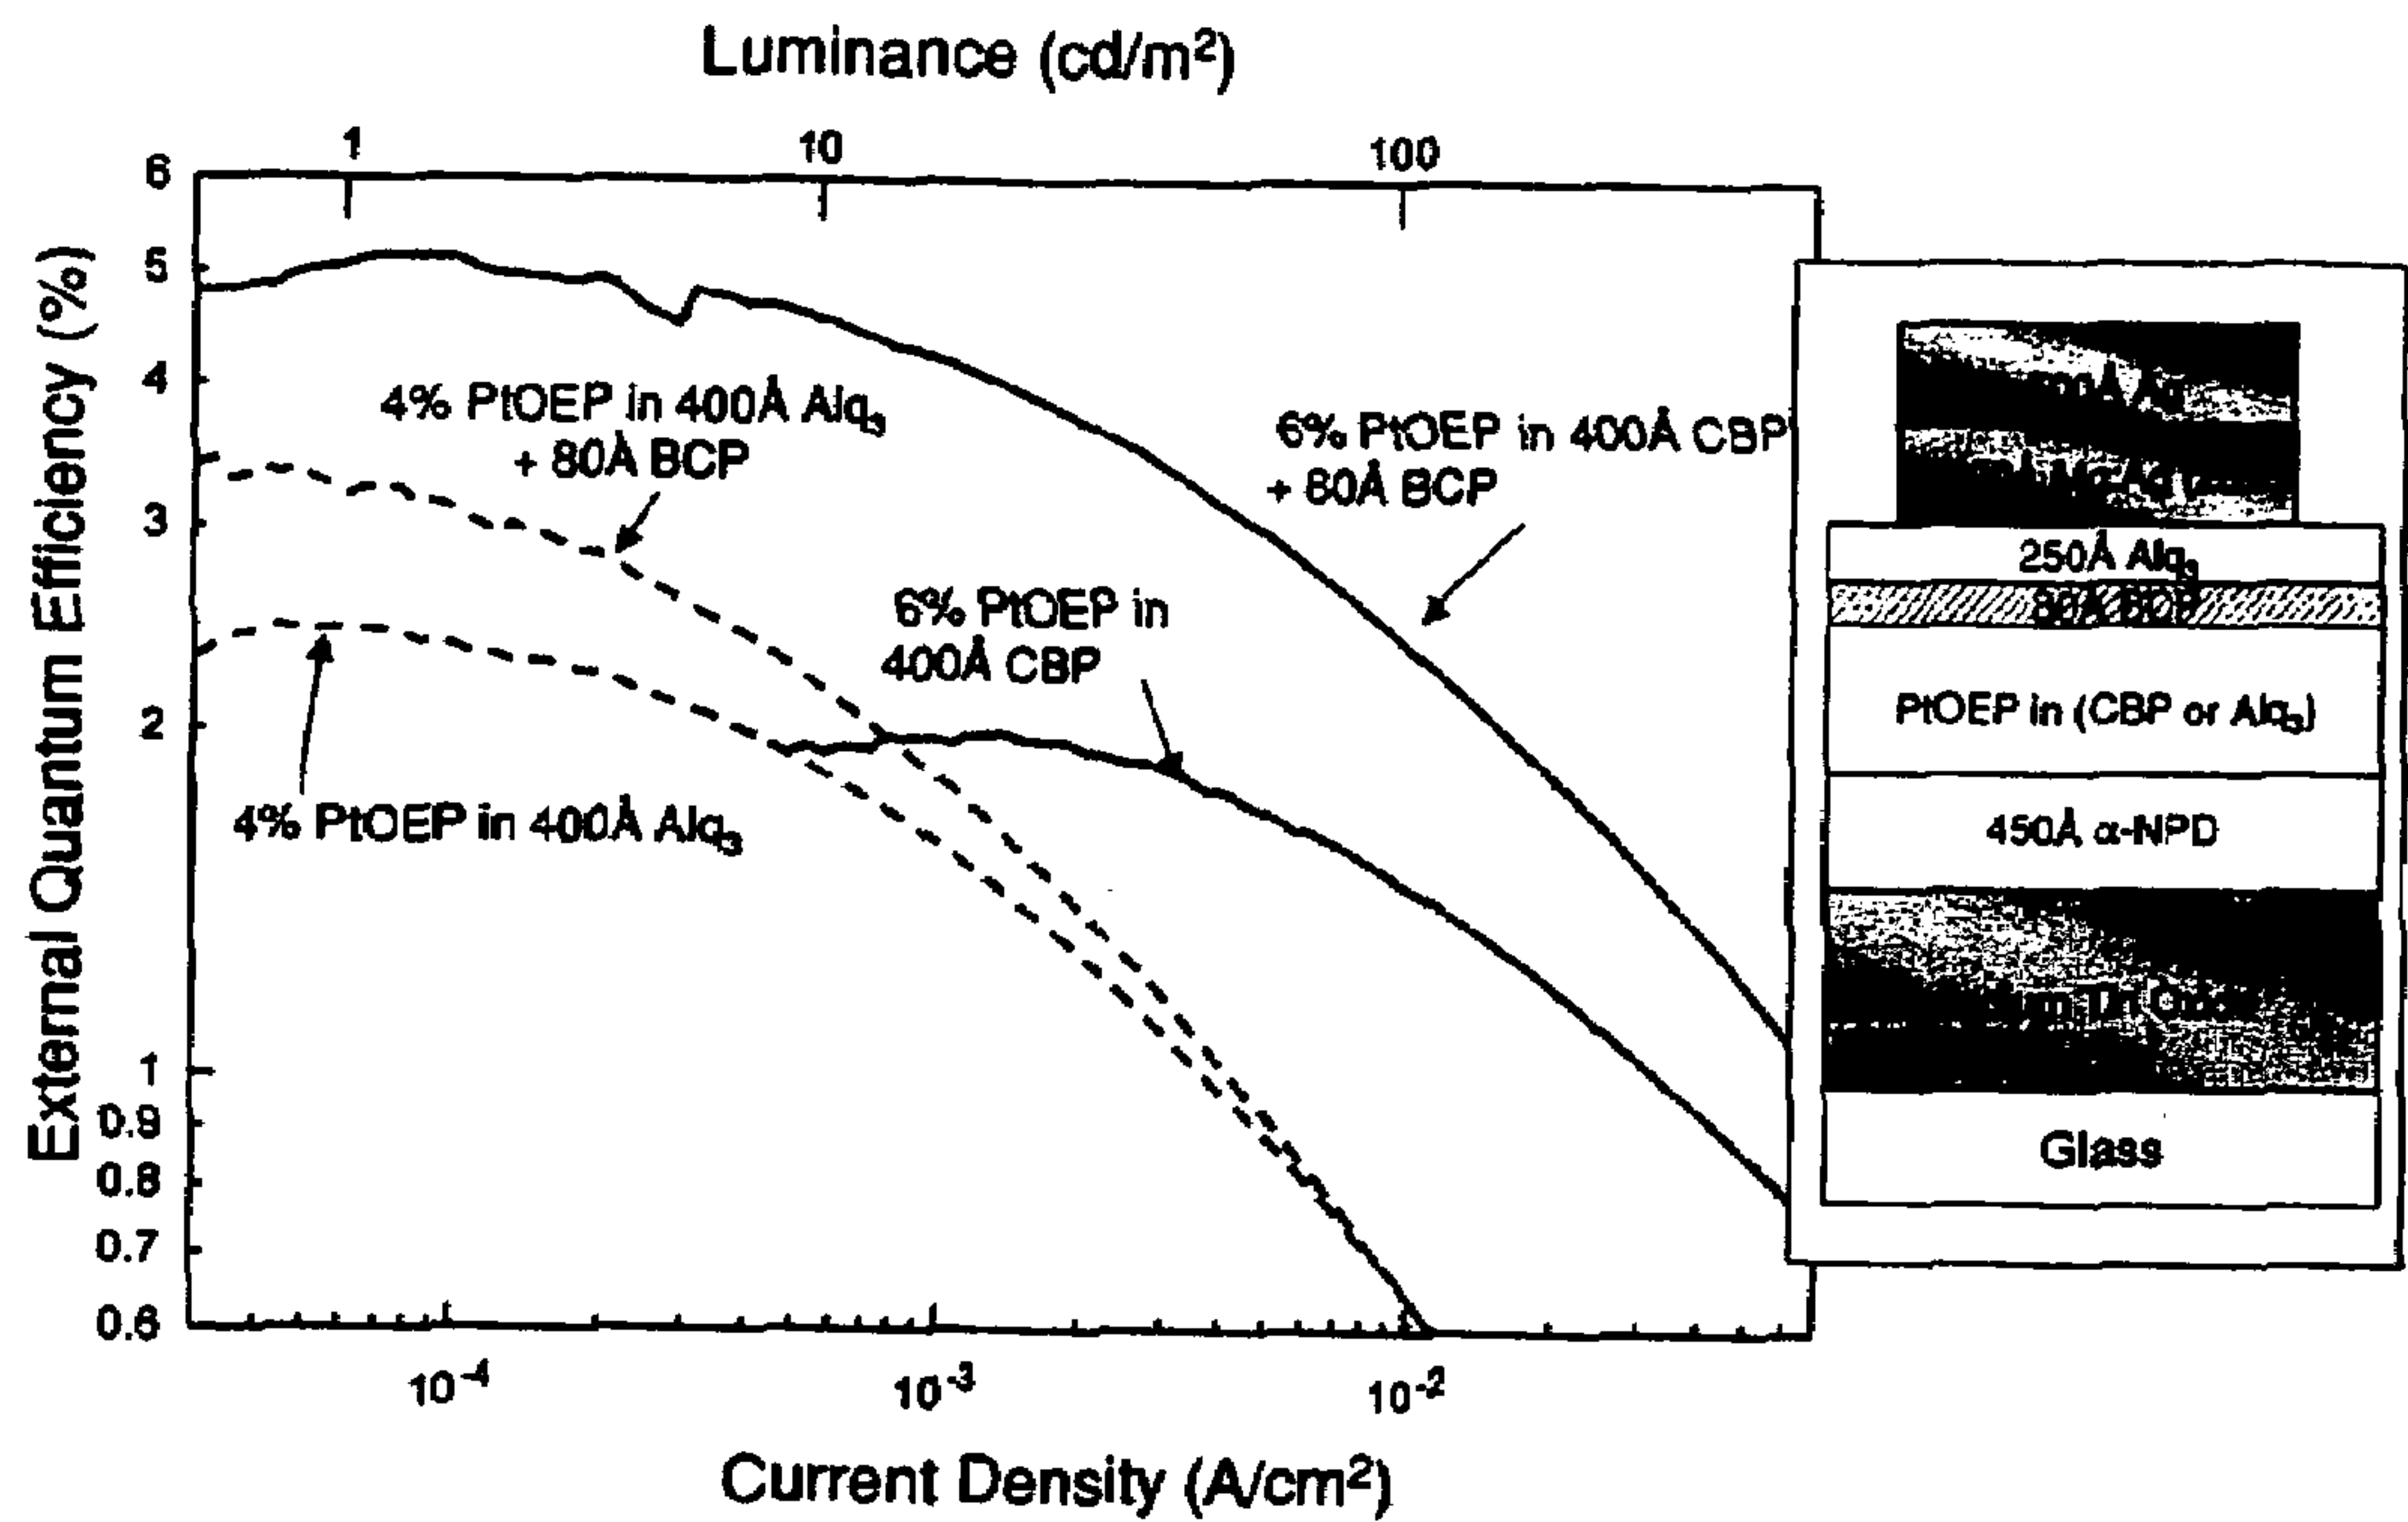 Luminance (cd/m²)
1
10
100
6
5
4
3
2
1
0.9
0.8
0.7
0.6
External Quantum Efficiency (%)
4% PtOEP in 400Å Alq₃
+ 80Å BCP
6% PtOEP in 400Å CBP
+ 80Å BCP
6% PtOEP in
400Å CBP
4% PtOEP in 400Å Alq₃
10⁻⁴
10⁻³
10⁻²
Current Density (A/cm²)
250Å Alq₃
80Å BCP
PtOEP in (CBP or Alq₃)
450Å α-NPD
Glass